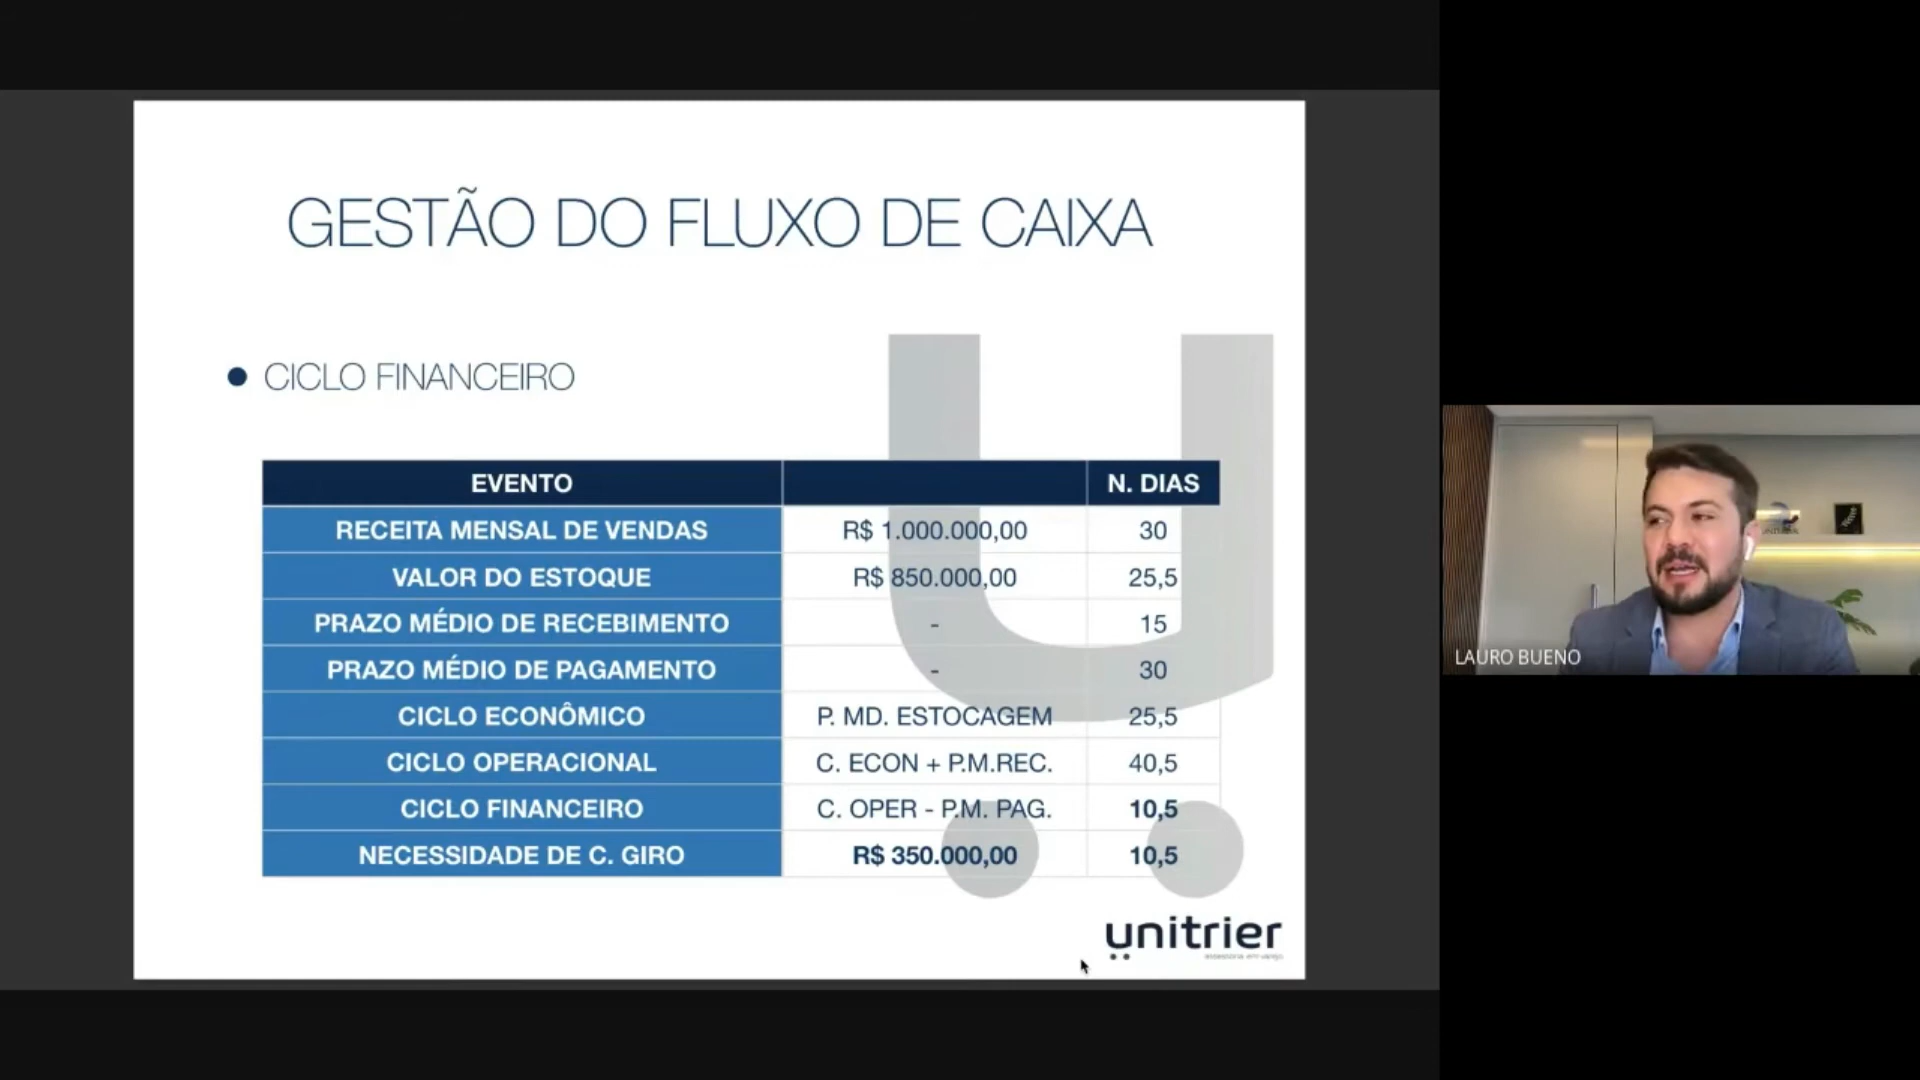 GESTÃO DO FLUXO DE CAIXA
CICLO FINANCEIRO
EVENTO N. DIAS
RECEITA MENSAL DE VENDAS R$ 1.000.000,00 30
VALOR DO ESTOQUE R$ 850.000,00 25,5
PRAZO MÉDIO DE RECEBIMENTO - 15
PRAZO MÉDIO DE PAGAMENTO - 30
CICLO ECONÔMICO P. MD. ESTOCAGEM 25,5
CICLO OPERACIONAL C. ECON + P.M.REC. 40,5
CICLO FINANCEIRO C. OPER - P.M. PAG. 10,5
NECESSIDADE DE C. GIRO R$ 350.000,00 10,5
unitrier
assessoria em varejo
LAURO BUENO